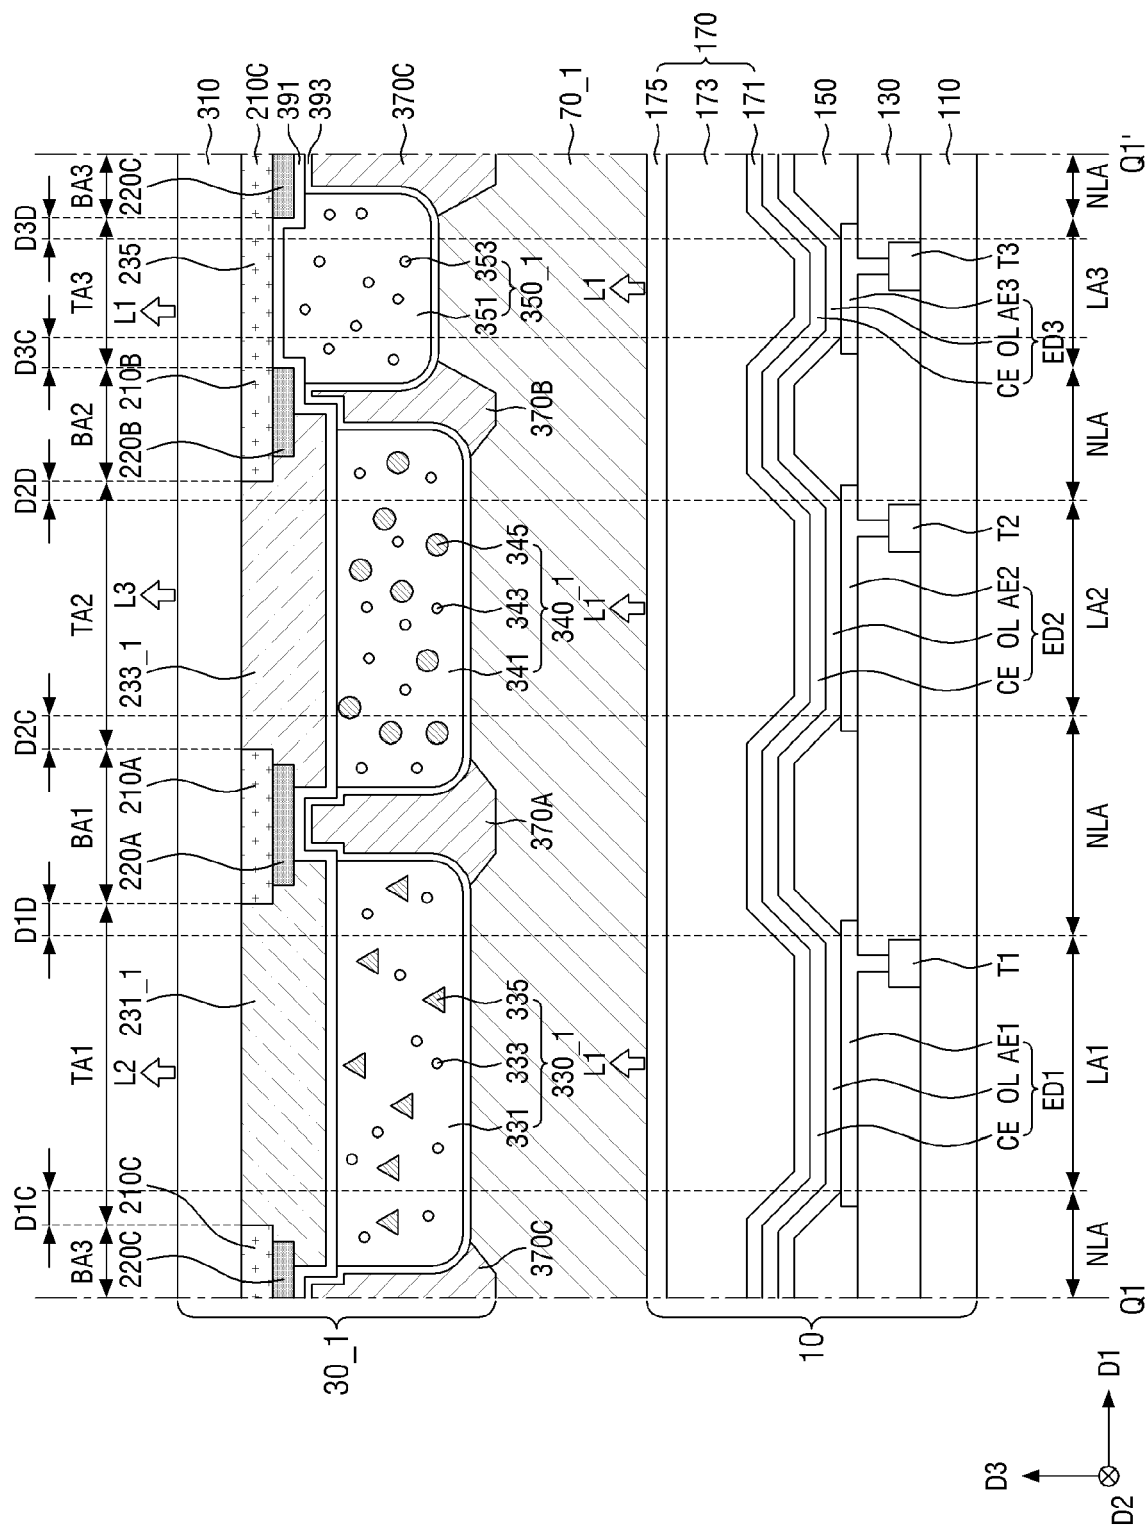 D1C D1D D2C D2D D3C D3D
BA3 TA1 BA1 TA2 BA2 TA3 BA3
220C 210C L2 231_1 220A 210A 233_1 L3 220B 210B L1 235 220C
310
210C
391
393
370C
70_1
175
173
171
170
150
130
110
30_1
331 333 335
330_1
341 343 345
340_1
351 353
350_1
370C 370A 370B
L1 L1 L1
10
CE OL AE1 T1
ED1
CE OL AE2 T2
ED2
CE OL AE3 T3
ED3
NLA LA1 NLA LA2 NLA LA3 NLA
Q1 Q1'
D3
D2
D1